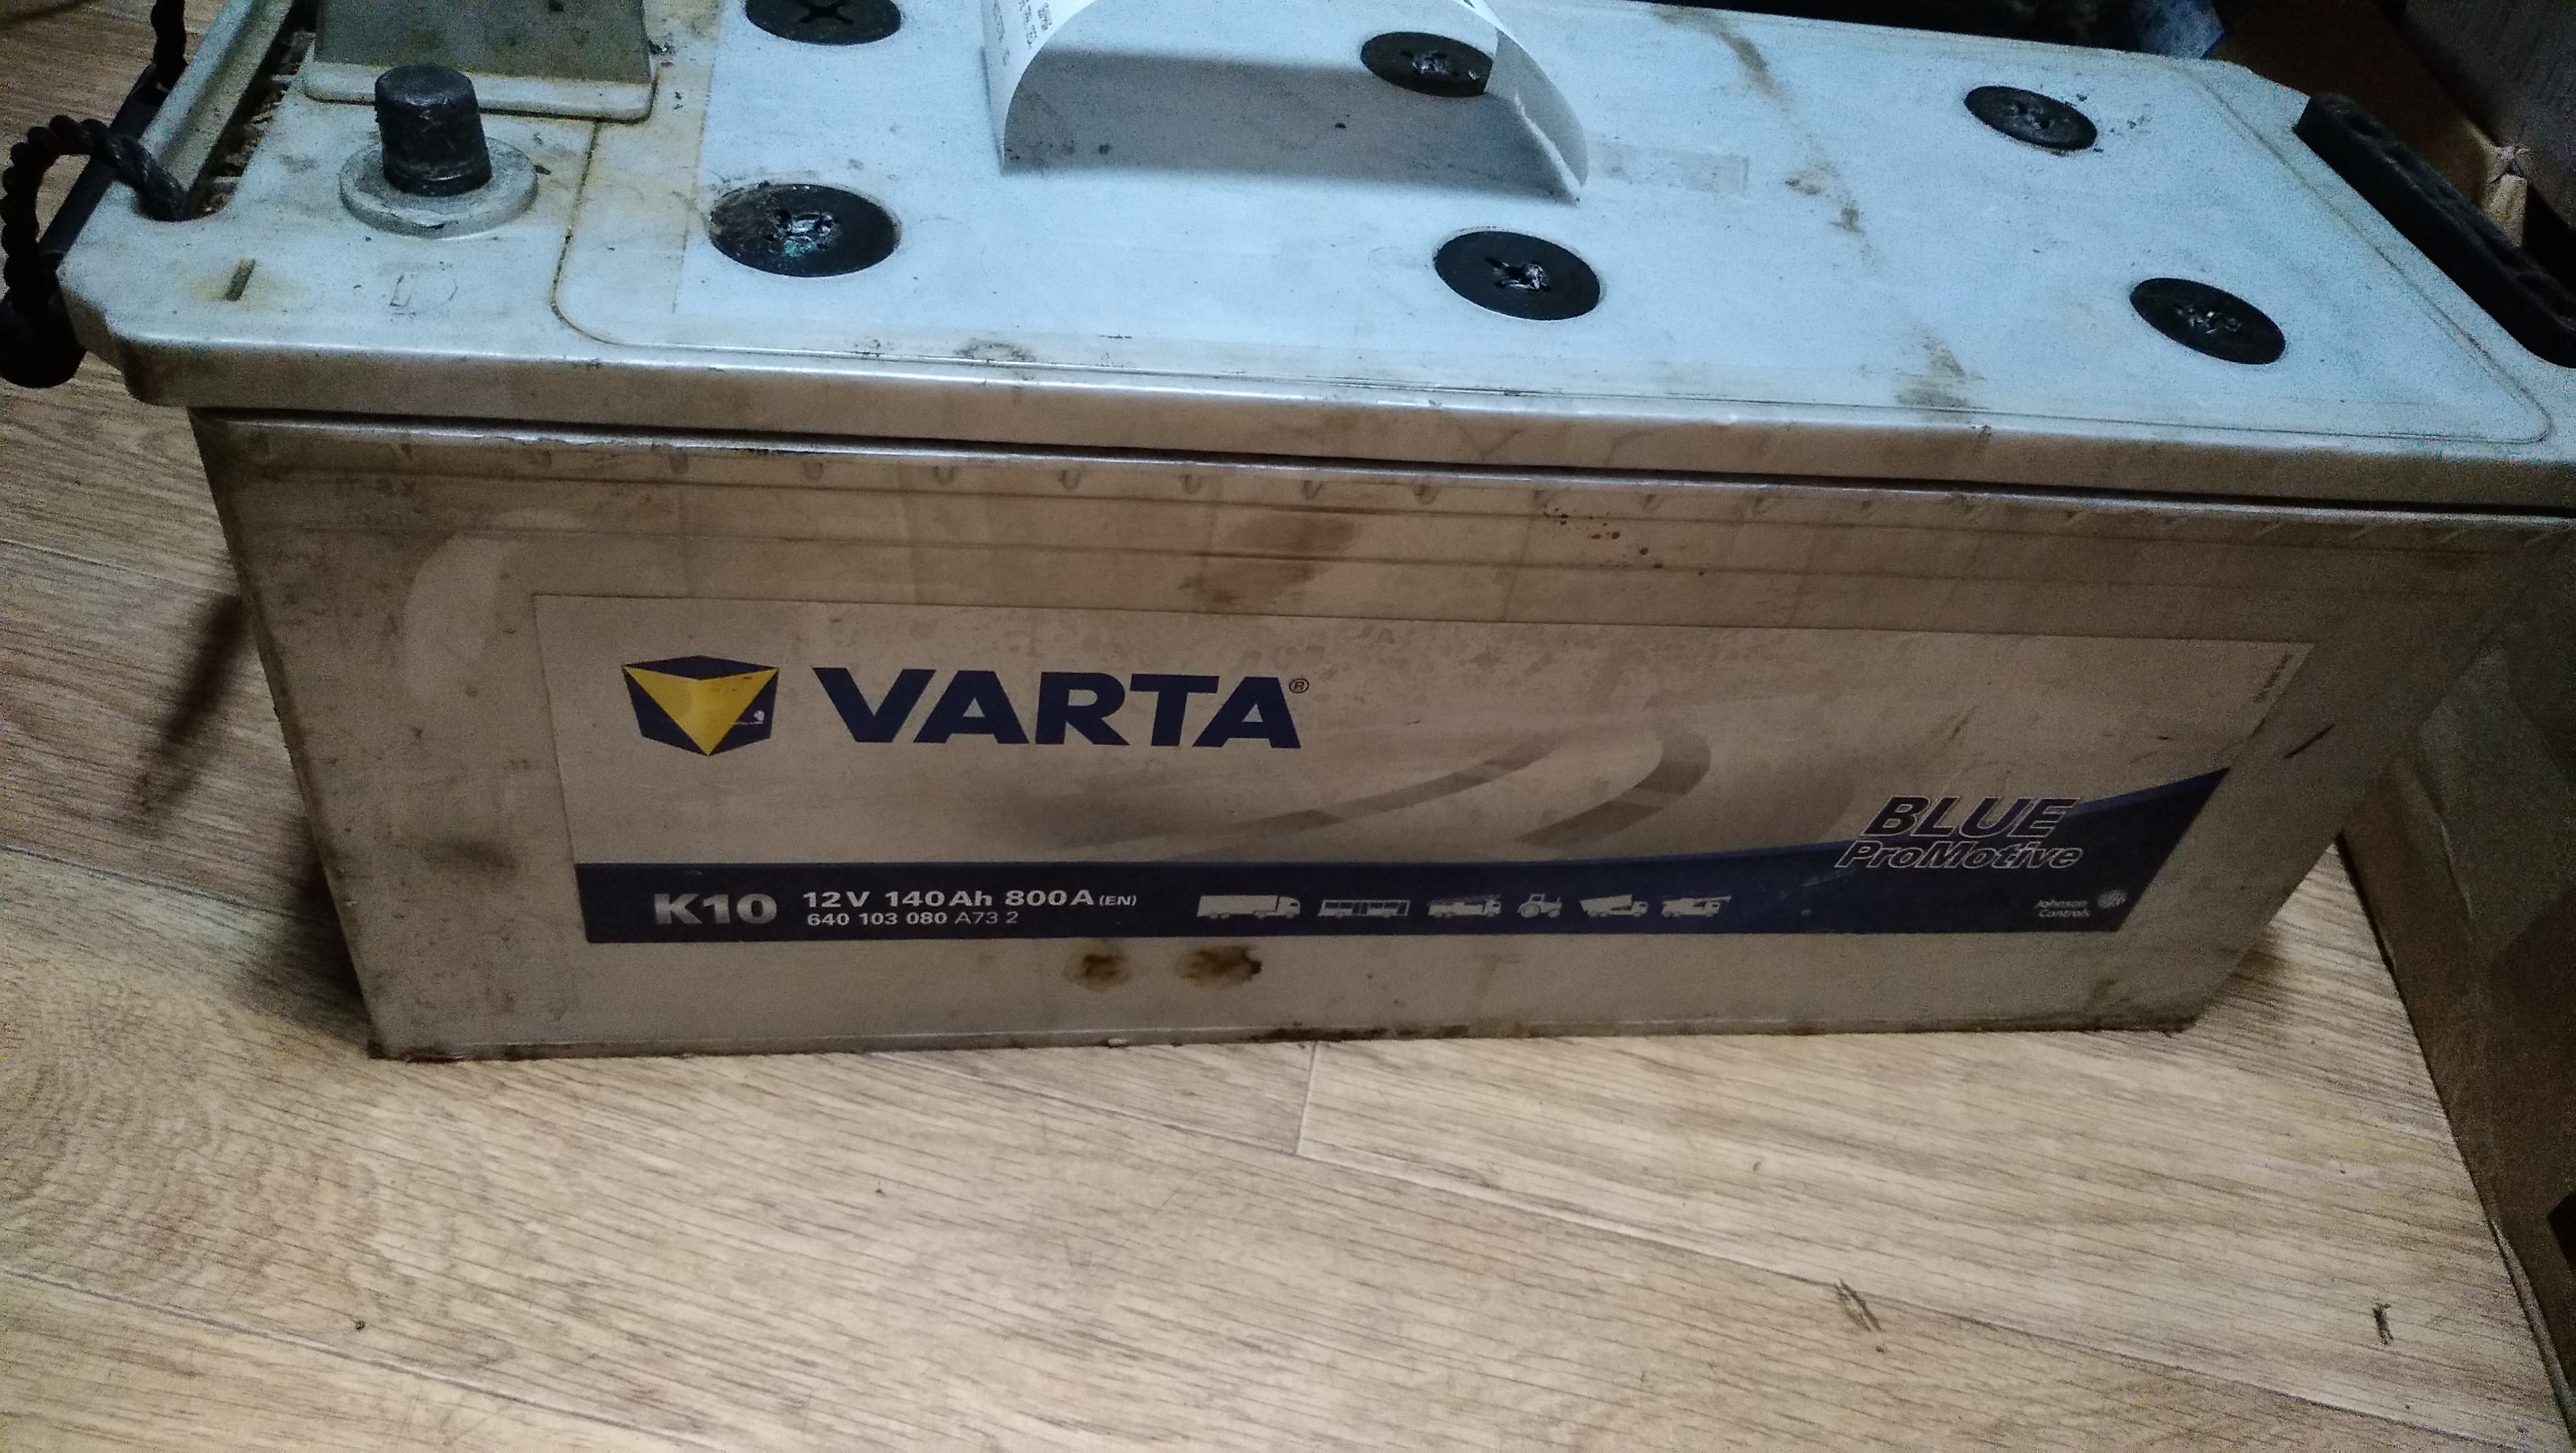 VARTA®
BLUE
ProMotive
K10
12V 140Ah 800A (EN)
640 103 080 A73 2
Johnson
Controls